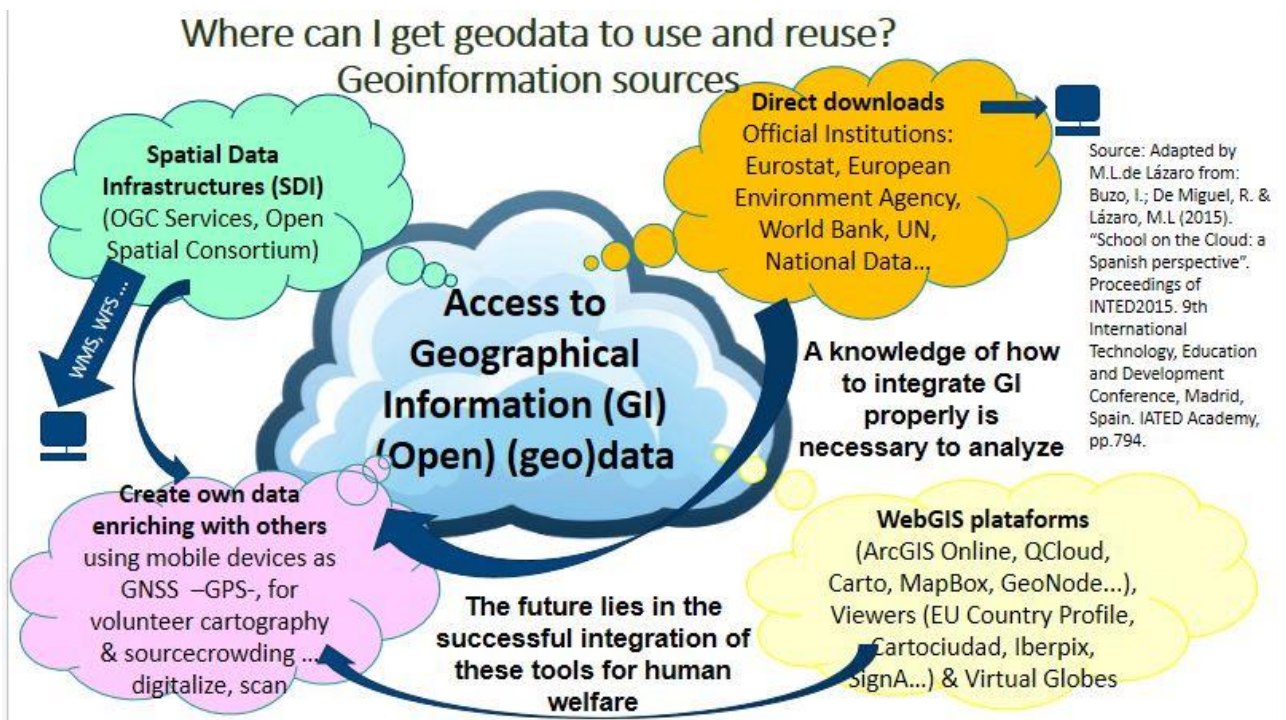 Where can I get geodata to use and reuse?
Geoinformation sources
Spatial Data
Infrastructures (SDI)
(OGC Services, Open
Spatial Consortium)
WMS, WFS ...
Direct downloads
Official Institutions:
Eurostat, European
Environment Agency,
World Bank, UN,
National Data...
Source: Adapted by
M.L.de Lázaro from:
Buzo, I.; De Miguel, R. &
Lázaro, M.L (2015).
“School on the Cloud: a
Spanish perspective”.
Proceedings of
INTED2015. 9th
International
Technology, Education
and Development
Conference, Madrid,
Spain. IATED Academy,
pp.794.
Access to
Geographical
Information (GI)
(Open) (geo)data
A knowledge of how
to integrate GI
properly is
necessary to analyze
Create own data
enriching with others
using mobile devices as
GNSS –GPS-, for
volunteer cartography
& sourcecrowding ...
digitalize, scan
The future lies in the
successful integration of
these tools for human
welfare
WebGIS plataforms
(ArcGIS Online, QCloud,
Carto, MapBox, GeoNode...),
Viewers (EU Country Profile,
Cartociudad, Iberpix,
SignA...) & Virtual Globes